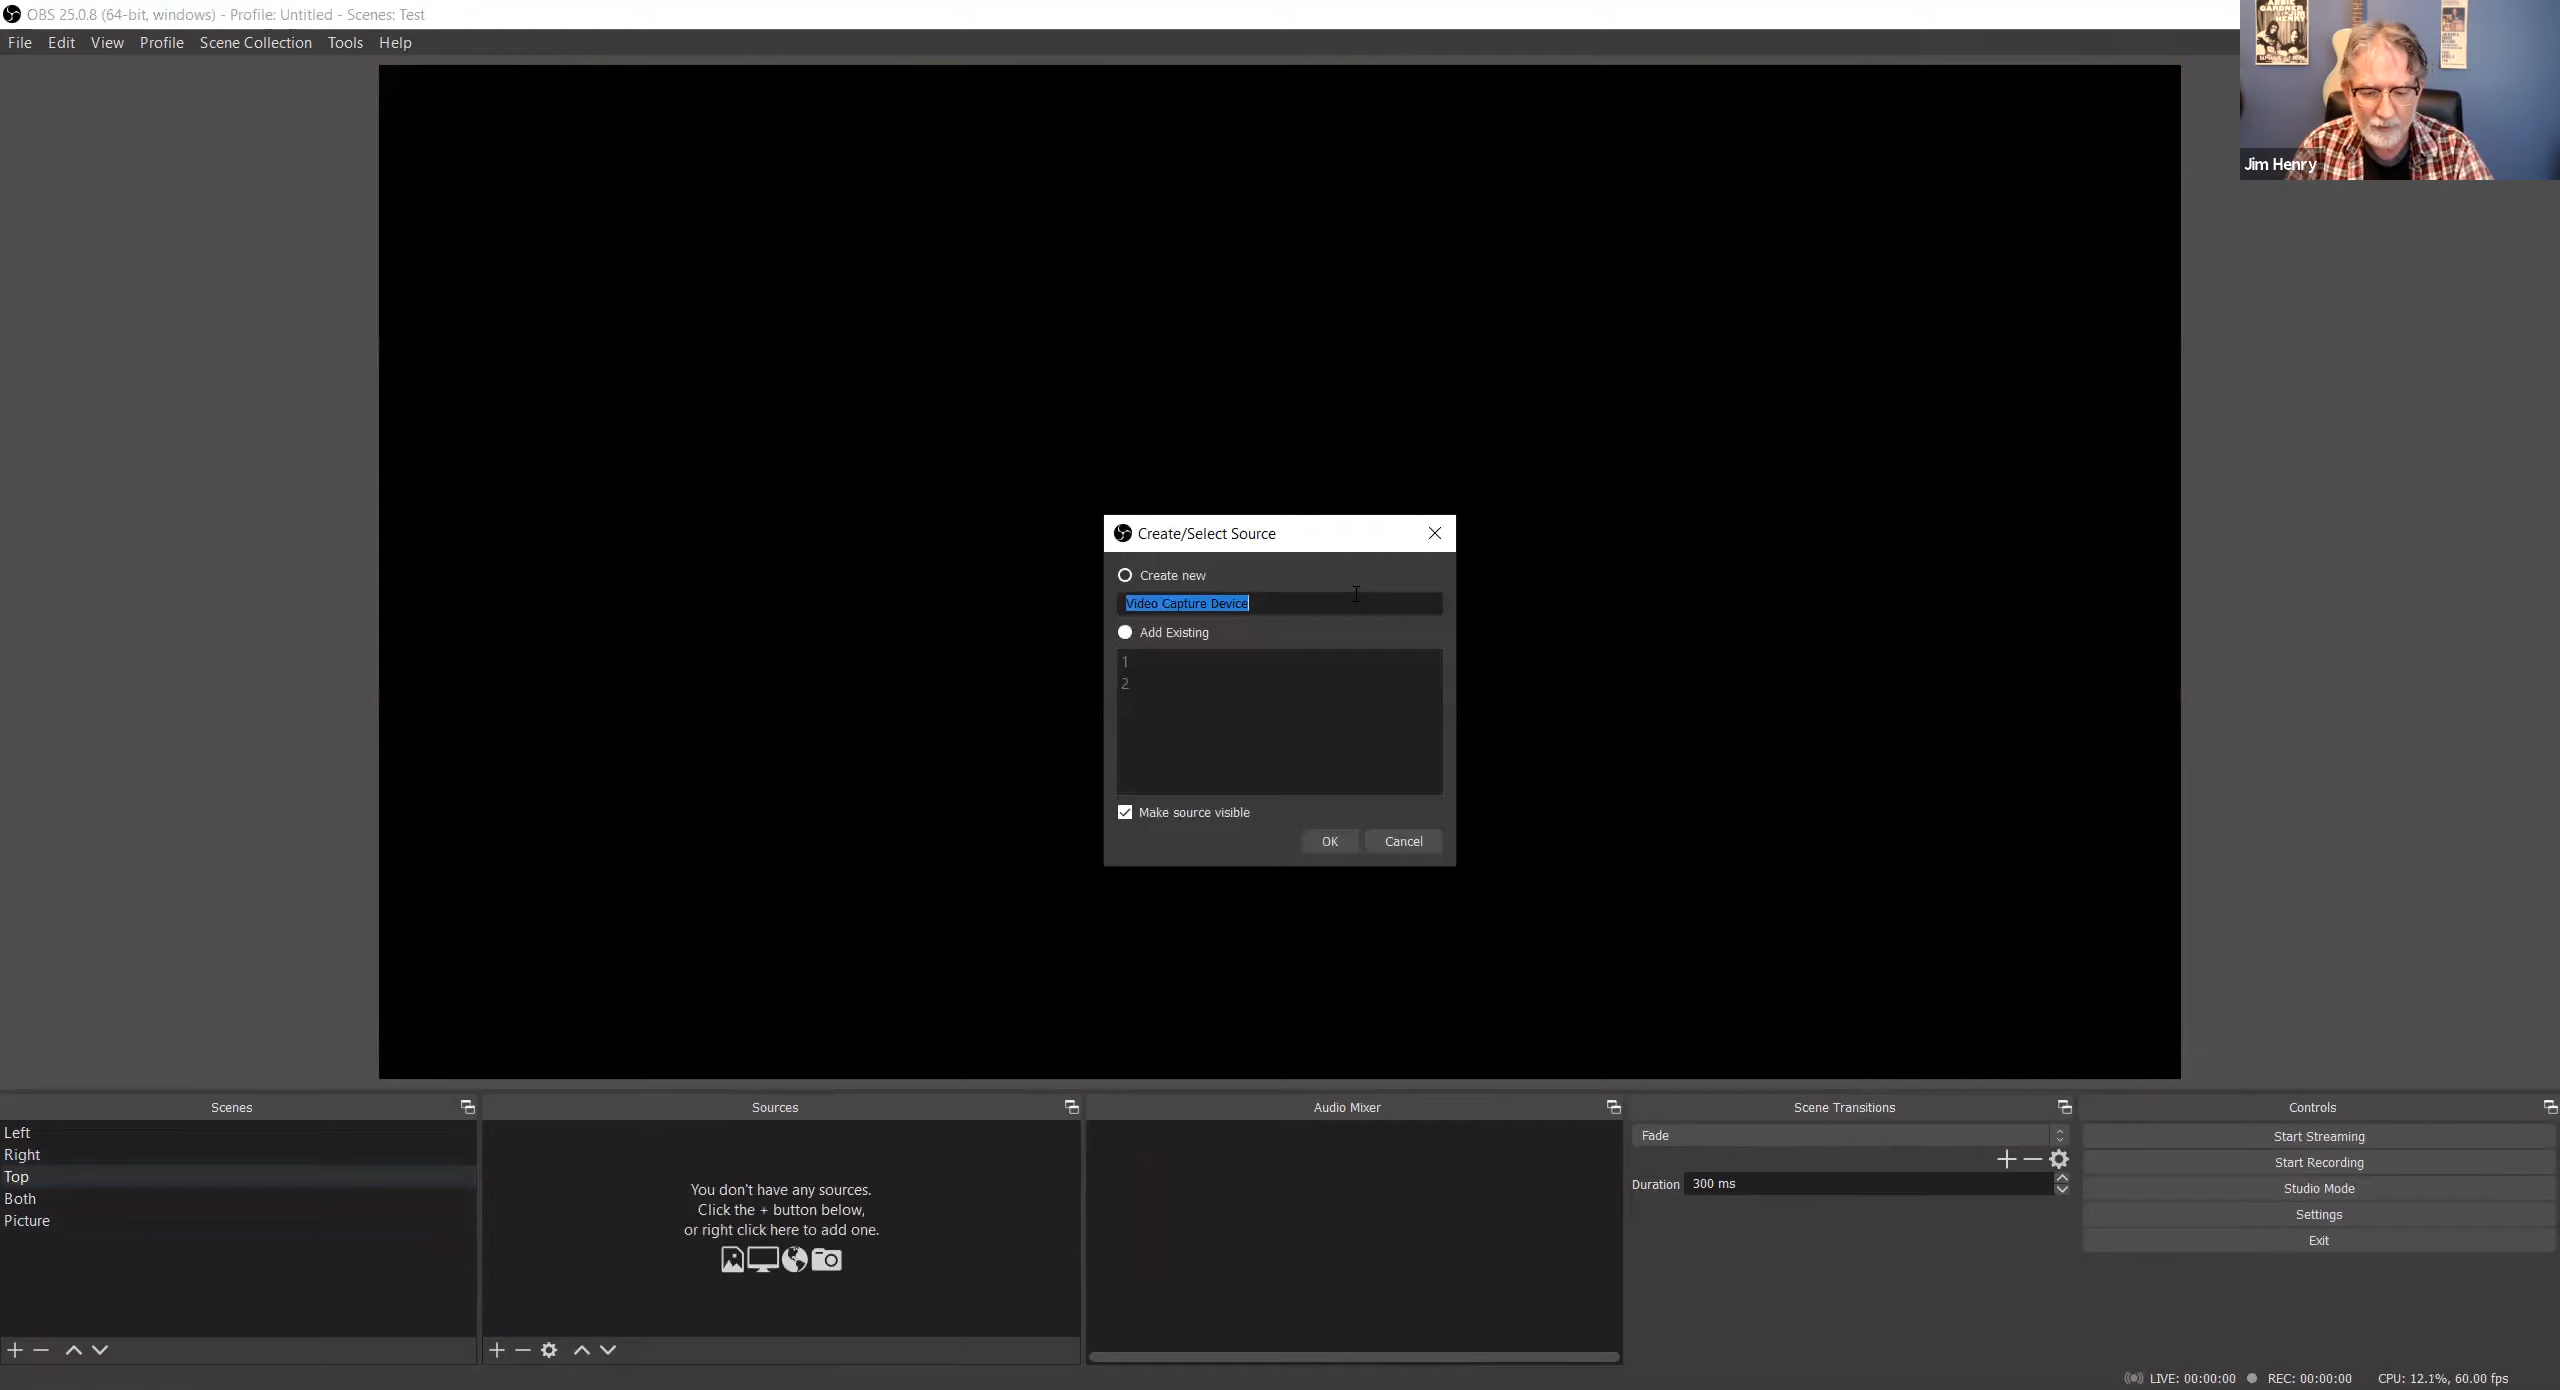 OBS 25.0.8 (64-bit, windows) - Profile: Untitled - Scenes: Test
File Edit View Profile Scene Collection Tools Help
ABBIE GARDNER
JIM HENRY
Jim Henry
Create/Select Source
Create new
Video Capture Device
Add Existing
1
2
Make source visible
OK Cancel
Scenes
Left
Right
Top
Both
Picture
Sources
You don't have any sources.
Click the + button below,
or right click here to add one.
Audio Mixer
Scene Transitions
Fade
Duration 300 ms
Controls
Start Streaming
Start Recording
Studio Mode
Settings
Exit
LIVE: 00:00:00 REC: 00:00:00 CPU: 12.1%, 60.00 fps